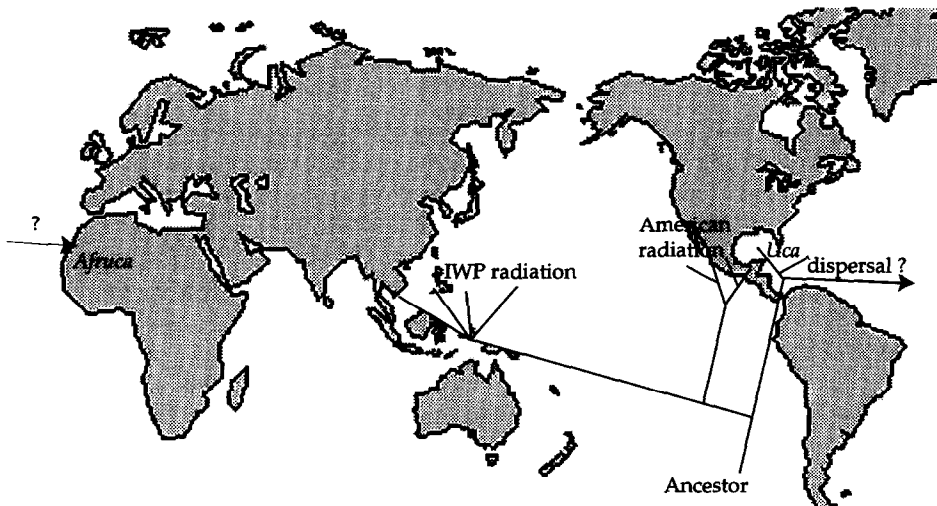 ?
Afruca
IWP radiation
American
radiation
Uca
dispersal ?
Ancestor